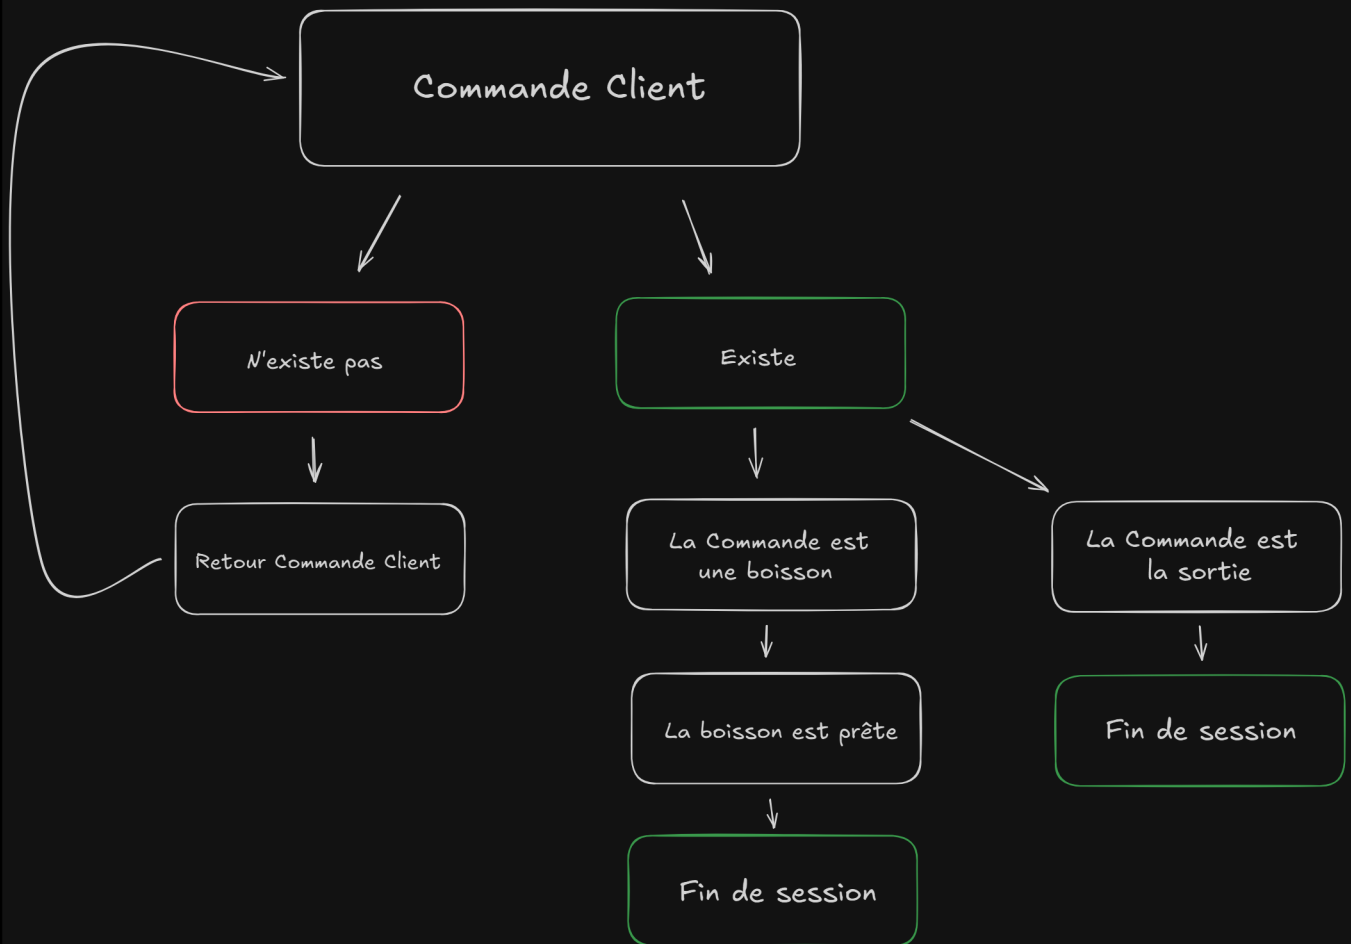 Commande Client
N'existe pas
Existe
Retour Commande Client
La Commande est
une boisson
La Commande est
la sortie
La boisson est prête
Fin de session
Fin de session